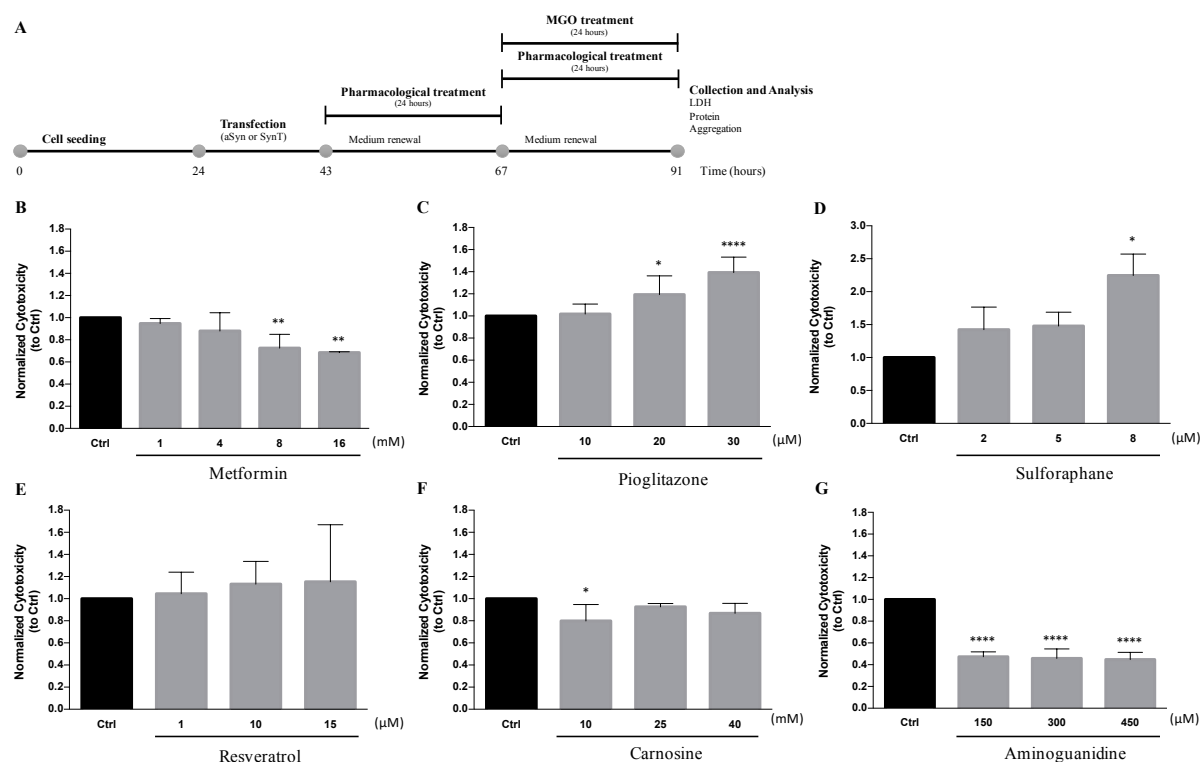 A
MGO treatment
(24 hours)
Pharmacological treatment
(24 hours)
Pharmacological treatment
(24 hours)
Collection and Analysis
LDH
Protein
Aggregation
Cell seeding
Transfection
(aSyn or SynT)
Medium renewal
Medium renewal
0 24 43 67 91 Time (hours)
B
Normalized Cytotoxicity
(to Ctrl)
1.8
1.6
1.4
1.2
1.0
0.8
0.6
0.4
0.2
0.0
** **
Ctrl 1 4 8 16 (mM)
Metformin
C
Normalized Cytotoxicity
(to Ctrl)
1.8
1.6
1.4
1.2
1.0
0.8
0.6
0.4
0.2
0.0
* ****
Ctrl 10 20 30 (μM)
Pioglitazone
D
Normalized Cytotoxicity
(to Ctrl)
3.0
2.5
2.0
1.5
1.0
0.5
0.0
*
Ctrl 2 5 8 (μM)
Sulforaphane
E
Normalized Cytotoxicity
(to Ctrl)
1.8
1.6
1.4
1.2
1.0
0.8
0.6
0.4
0.2
0.0
Ctrl 1 10 15 (μM)
Resveratrol
F
Normalized Cytotoxicity
(to Ctrl)
1.8
1.6
1.4
1.2
1.0
0.8
0.6
0.4
0.2
0.0
*
Ctrl 10 25 40 (mM)
Carnosine
G
Normalized Cytotoxicity
(to Ctrl)
1.8
1.6
1.4
1.2
1.0
0.8
0.6
0.4
0.2
0.0
**** **** ****
Ctrl 150 300 450 (μM)
Aminoguanidine